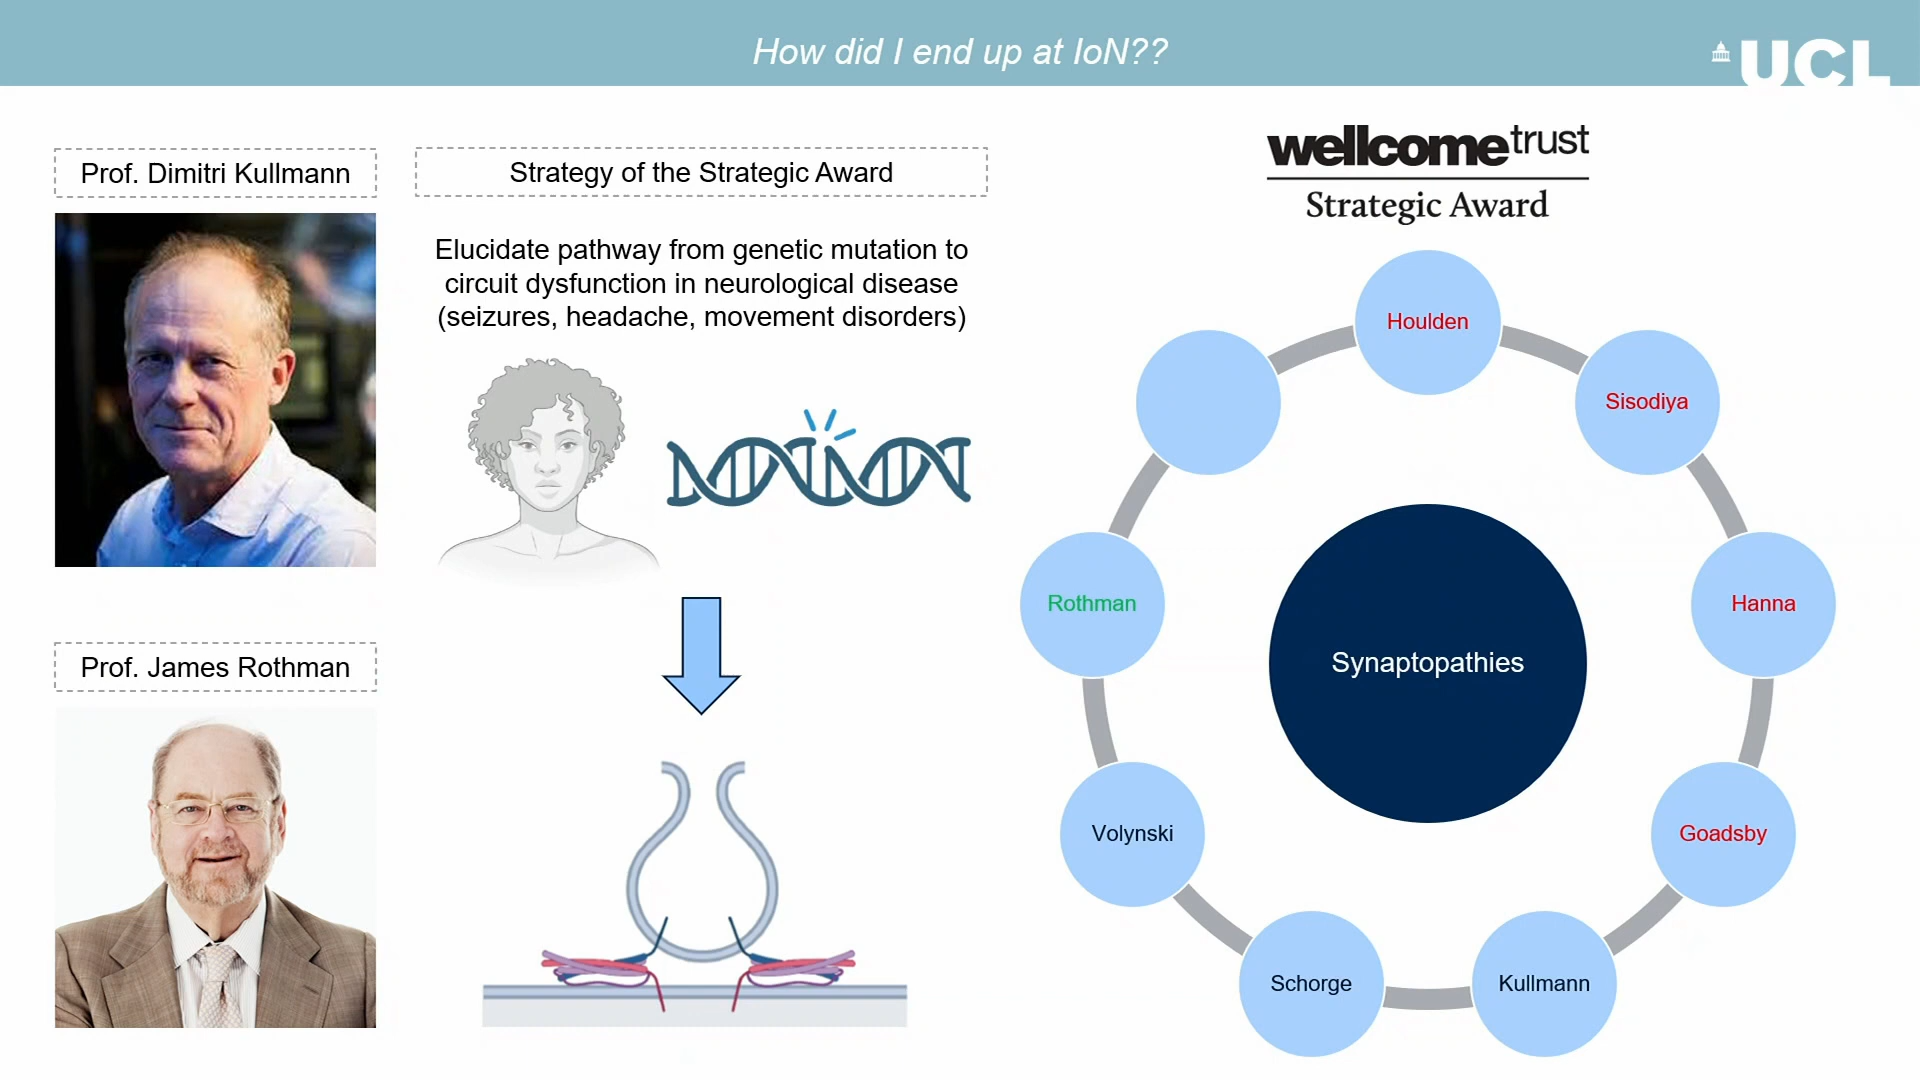 How did I end up at IoN??
UCL
Prof. Dimitri Kullmann
Strategy of the Strategic Award
Elucidate pathway from genetic mutation to
circuit dysfunction in neurological disease
(seizures, headache, movement disorders)
Prof. James Rothman
wellcometrust
Strategic Award
Houlden
Sisodiya
Hanna
Goadsby
Kullmann
Schorge
Volynski
Rothman
Synaptopathies